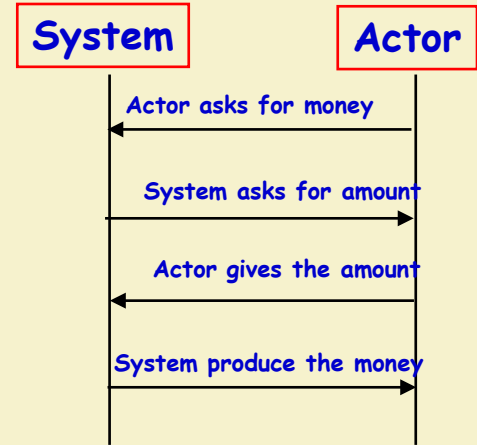 System
Actor
Actor asks for money
System asks for amount
Actor gives the amount
System produce the money